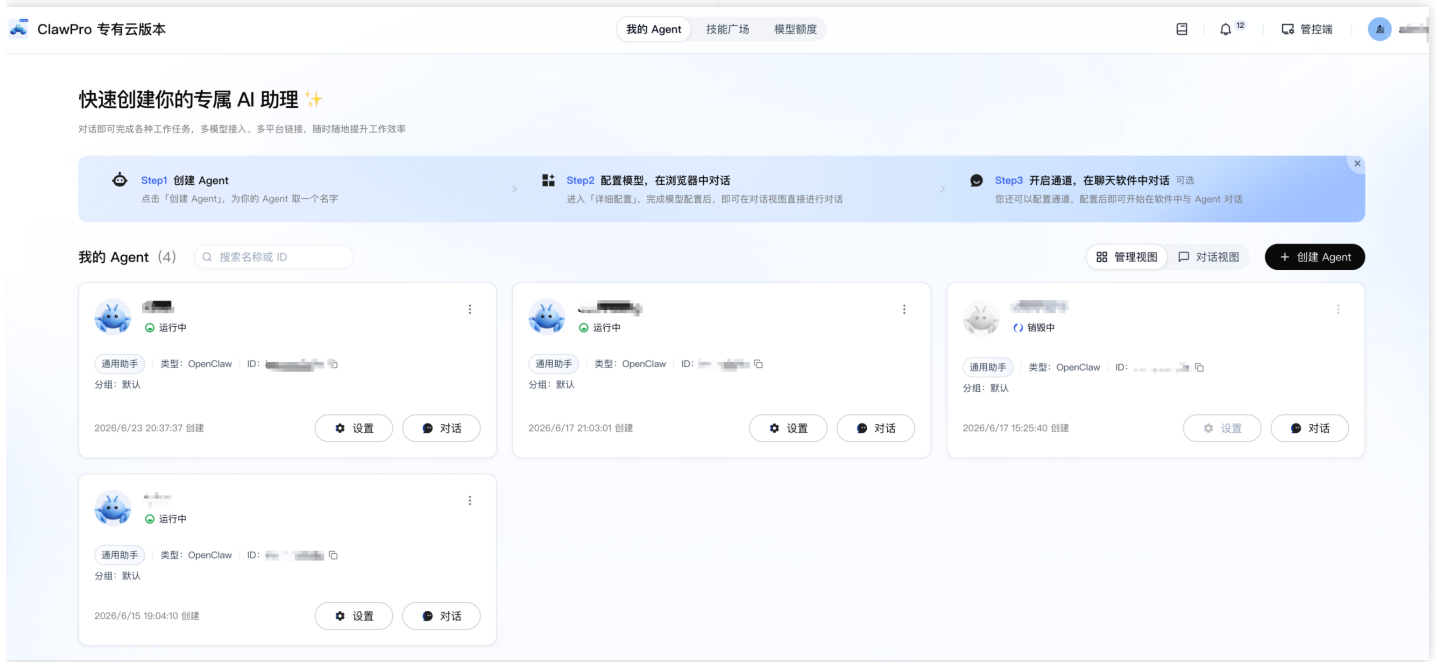 ClawPro 专有云版本
我的 Agent 技能广场 模型额度
12 管控端
快速创建你的专属 AI 助理
对话即可完成各种工作任务，多模型接入、多平台链接，随时随地提升工作效率
Step1 创建 Agent
点击「创建 Agent」，为你的 Agent 取一个名字
Step2 配置模型，在浏览器中对话
进入「详细配置」，完成模型配置后，即可在对话视图直接进行对话
Step3 开启通道，在聊天软件中对话 可选
您还可以配置通道，配置后即可开始在软件中与 Agent 对话
我的 Agent (4) 搜索名称或 ID
管理视图 对话视图 + 创建 Agent
运行中
通用助手 类型：OpenClaw ID:
分组：默认
2026/6/23 20:37:37 创建 设置 对话
运行中
通用助手 类型：OpenClaw ID:
分组：默认
2026/6/17 21:03:01 创建 设置 对话
销毁中
通用助手 类型：OpenClaw ID:
分组：默认
2026/6/17 15:25:40 创建 设置 对话
运行中
通用助手 类型：OpenClaw ID:
分组：默认
2026/6/15 19:04:10 创建 设置 对话